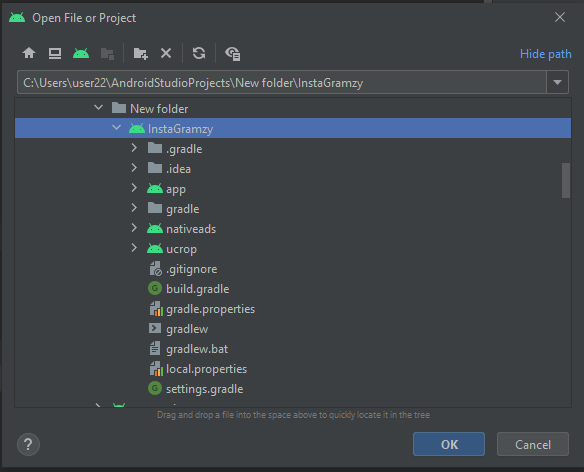 Open File or Project
Hide path
C:\Users\user22\AndroidStudioProjects\New folder\InstaGramzy
New folder
InstaGramzy
.gradle
.idea
app
gradle
nativeads
ucrop
.gitignore
build.gradle
gradle.properties
gradlew
gradlew.bat
local.properties
settings.gradle
Drag and drop a file into the space above to quickly locate it in the tree
?
OK
Cancel